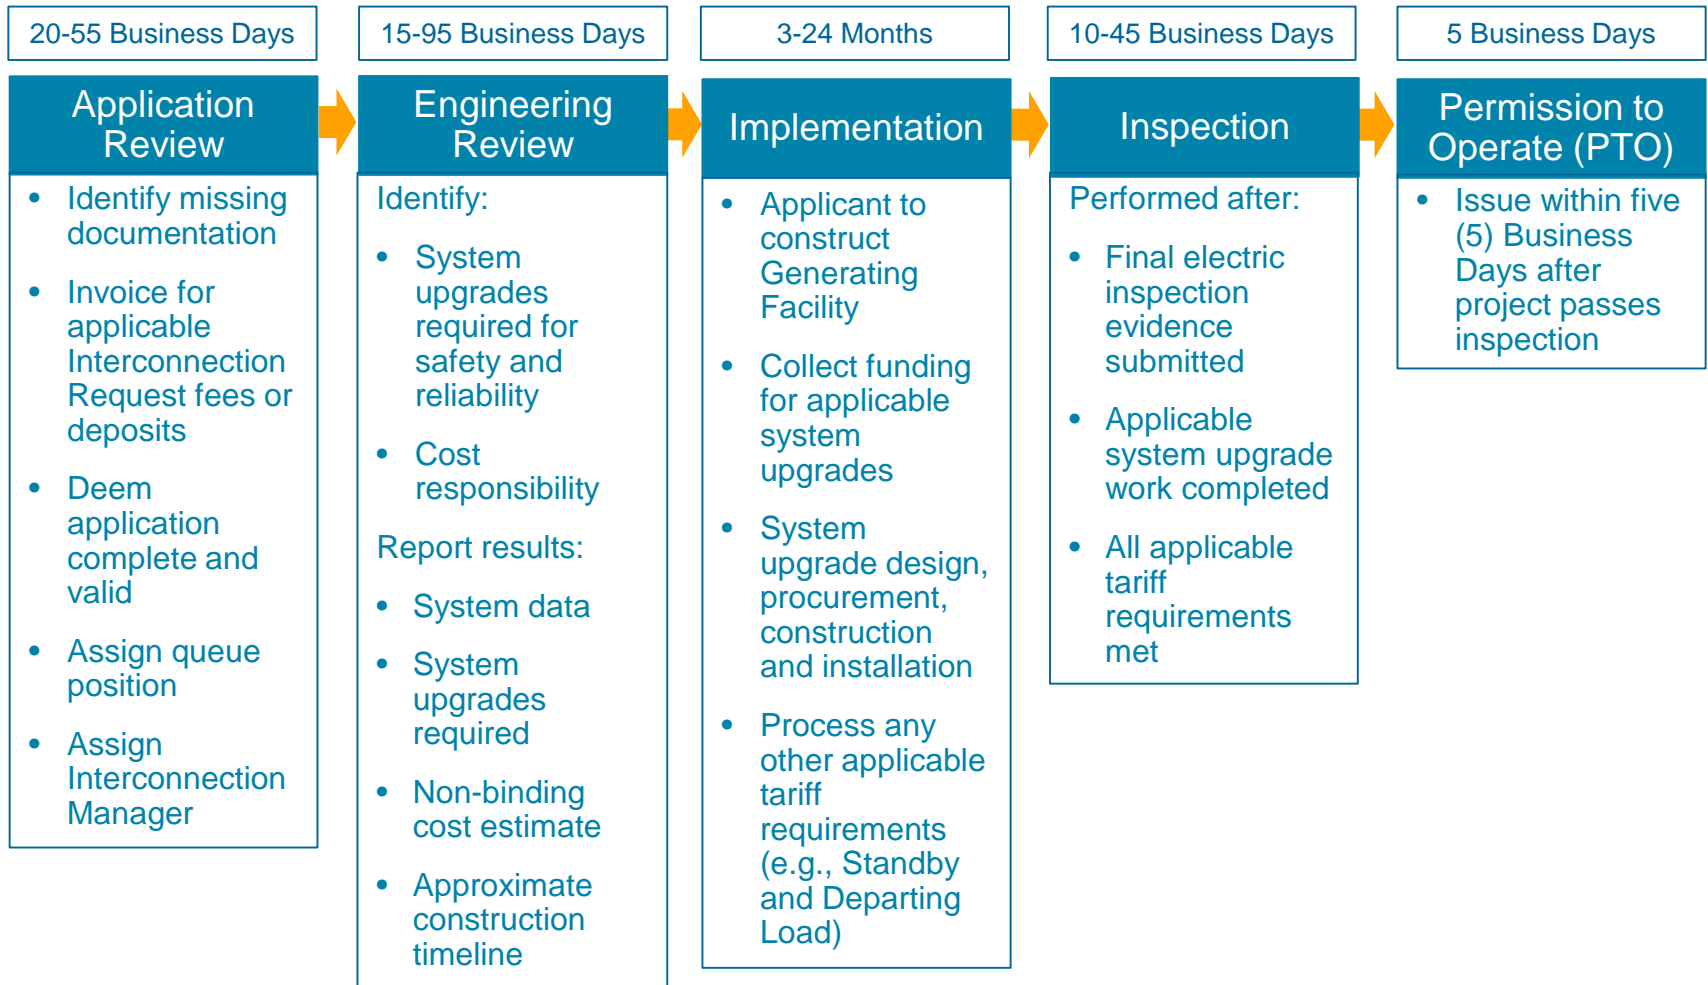 20-55 Business Days
Application
Review
• Identify missing
documentation
• Invoice for
applicable
Interconnection
Request fees or
deposits
• Deem
application
complete and
valid
• Assign queue
position
• Assign
Interconnection
Manager
15-95 Business Days
Engineering
Review
Identify:
• System
upgrades
required for
safety and
reliability
• Cost
responsibility
Report results:
• System data
• System
upgrades
required
• Non-binding
cost estimate
• Approximate
construction
timeline
3-24 Months
Implementation
• Applicant to
construct
Generating
Facility
• Collect funding
for applicable
system
upgrades
• System
upgrade design,
procurement,
construction
and installation
• Process any
other applicable
tariff
requirements
(e.g., Standby
and Departing
Load)
10-45 Business Days
Inspection
Performed after:
• Final electric
inspection
evidence
submitted
• Applicable
system upgrade
work completed
• All applicable
tariff
requirements
met
5 Business Days
Permission to
Operate (PTO)
• Issue within five
(5) Business
Days after
project passes
inspection